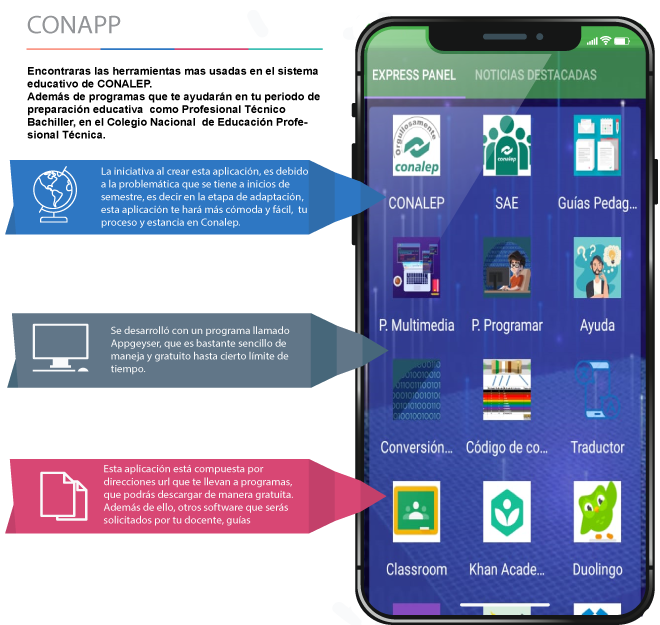 CONAPP
Encontraras las herramientas mas usadas en el sistema
educativo de CONALEP.
Además de programas que te ayudarán en tu periodo de
preparación educativa como Profesional Técnico
Bachiller, en el Colegio Nacional de Educación Profe-
sional Técnica.
La iniciativa al crear esta aplicación, es debido
a la problemática que se tiene a inicios de
semestre, es decir en la etapa de adaptación,
esta aplicación te hará más cómoda y fácil, tu
proceso y estancia en Conalep.
Se desarrolló con un programa llamado
Appgeyser, que es bastante sencillo de
maneja y gratuito hasta cierto límite de
tiempo.
Esta aplicación está compuesta por
direcciones url que te llevan a programas,
que podrás descargar de manera gratuita.
Además de ello, otros software que serás
solicitados por tu docente, guías
EXPRESS PANEL NOTICIAS DESTACADAS
Orgullosamente
conalep
conalep
CONALEP SAE Guías Pedag...
P. Multimedia P. Programar Ayuda
Conversión... Código de co... Traductor
Classroom Khan Acade... Duolingo